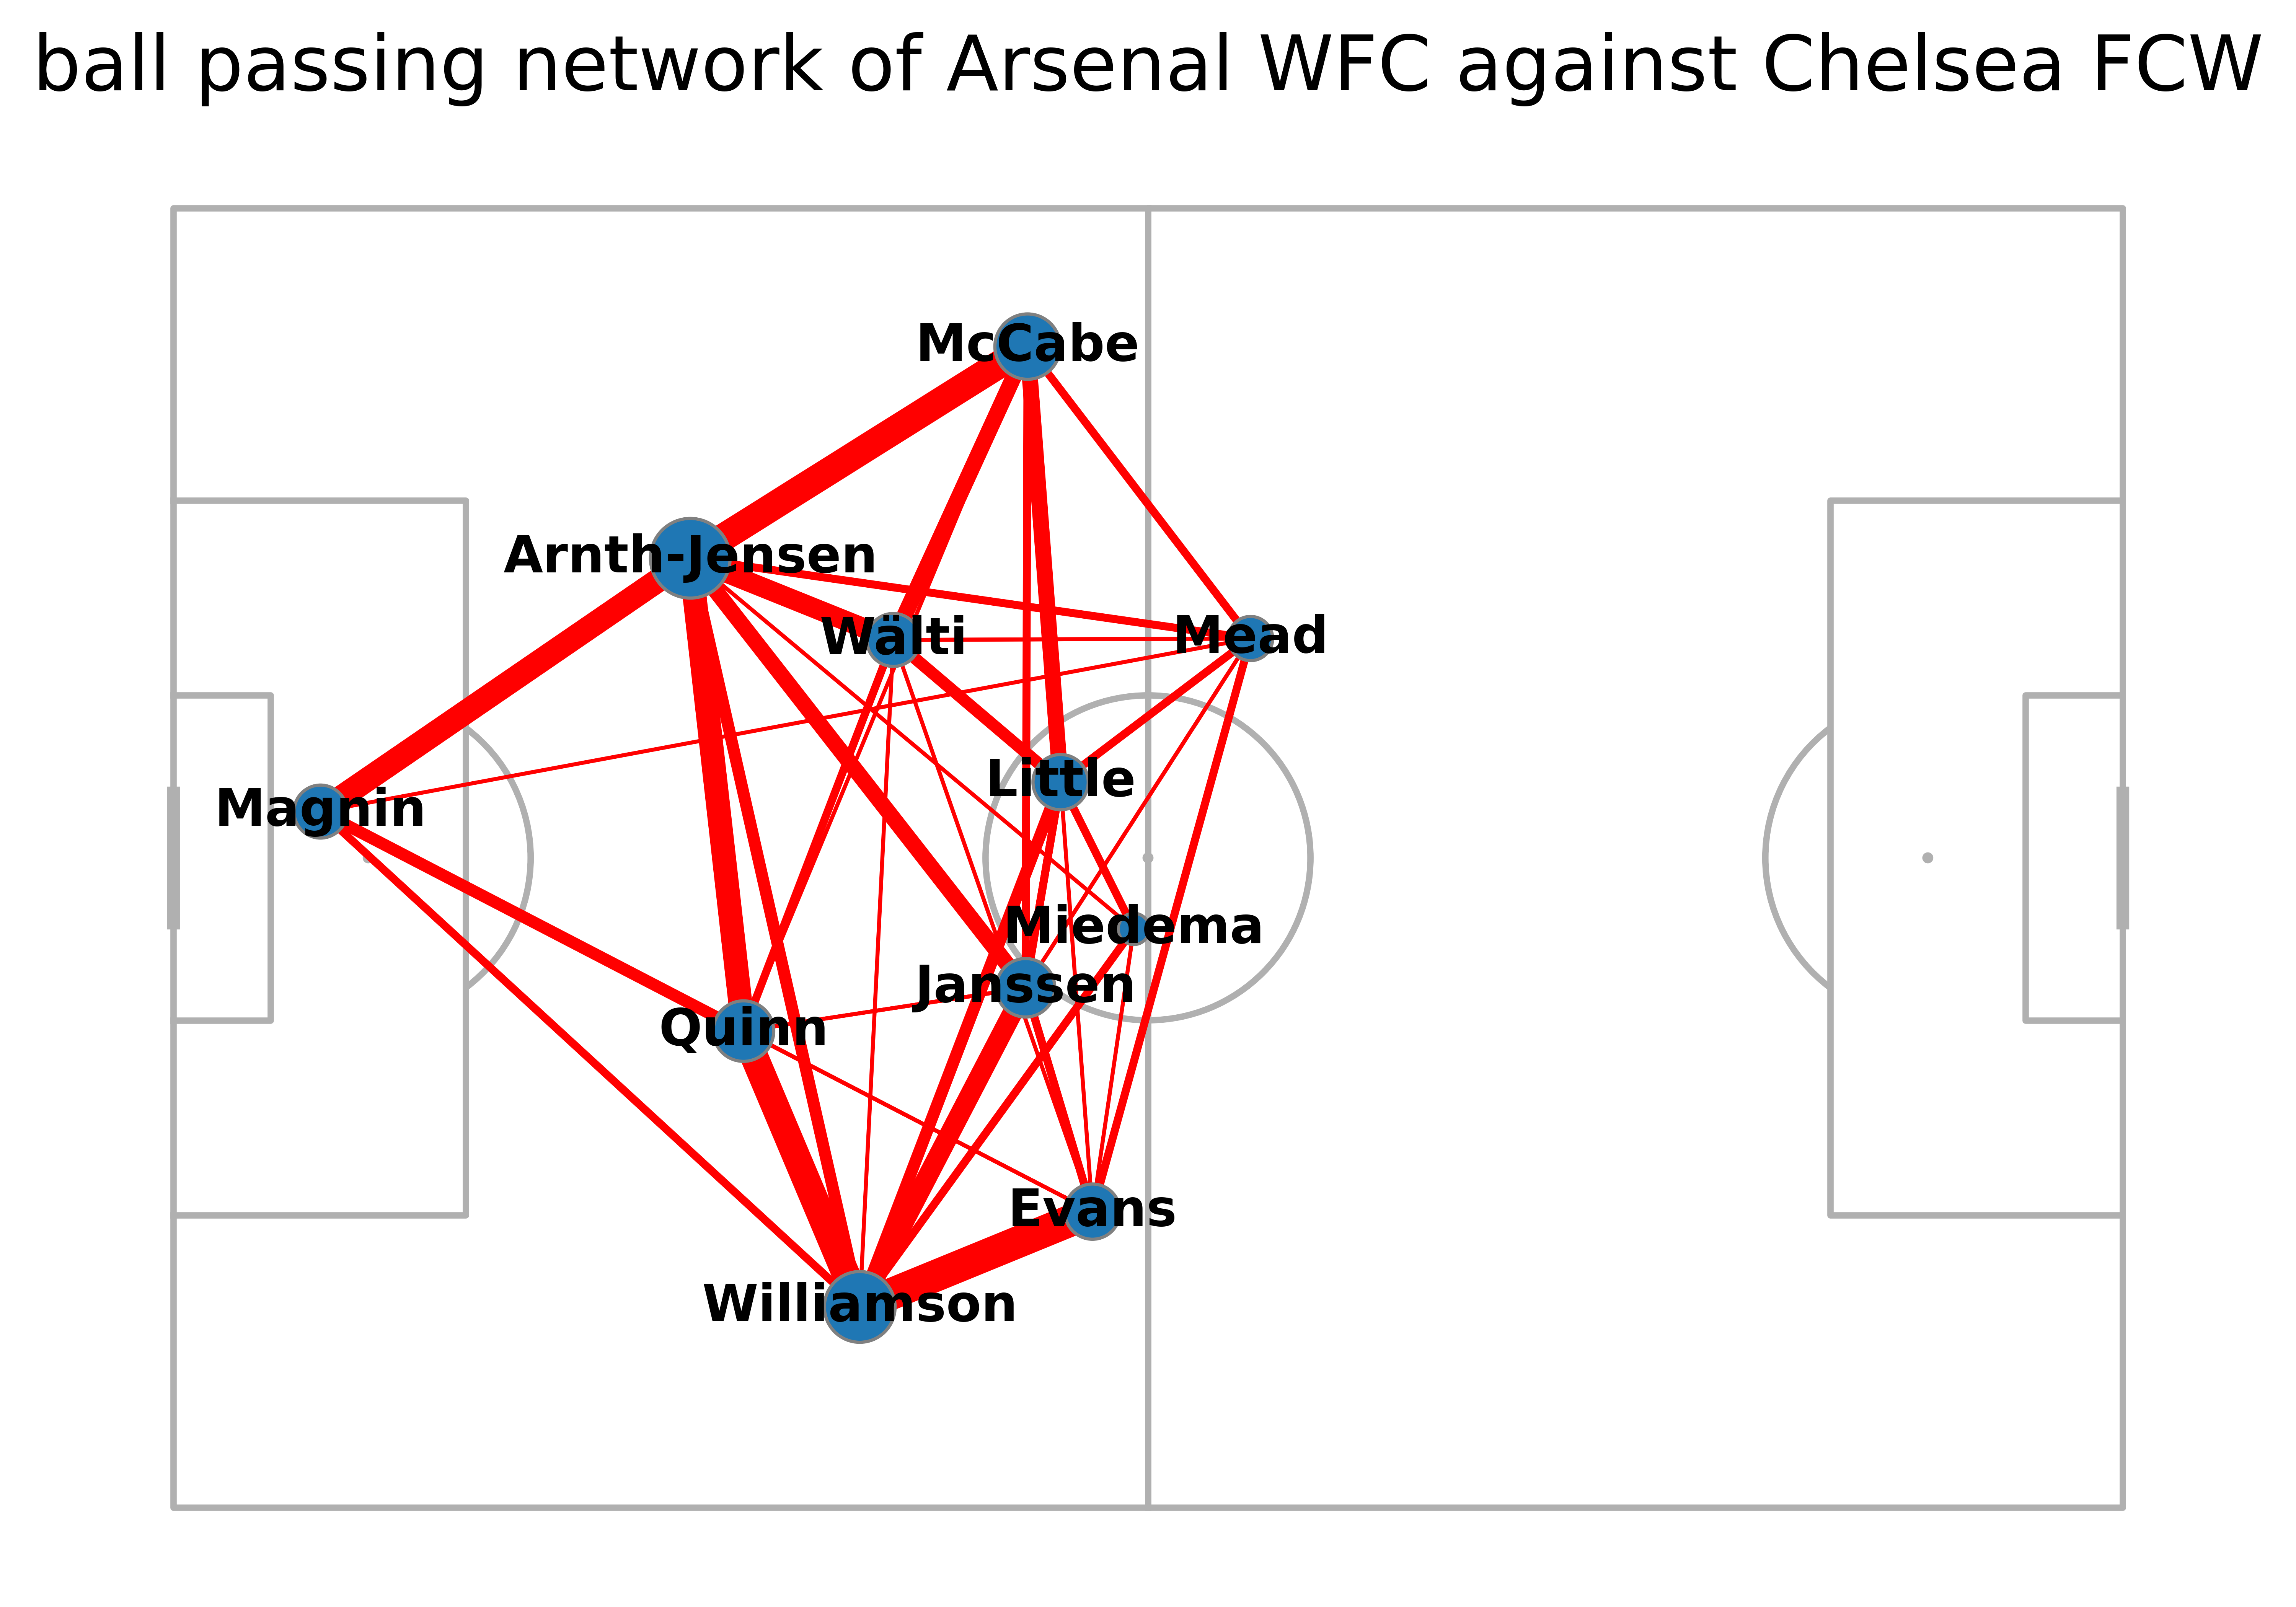 ball passing network of Arsenal WFC against Chelsea FCW
McCabe
Arnth-Jensen
Wälti
Mead
Little
Magnin
Miedema
Janssen
Quinn
Evans
Williamson